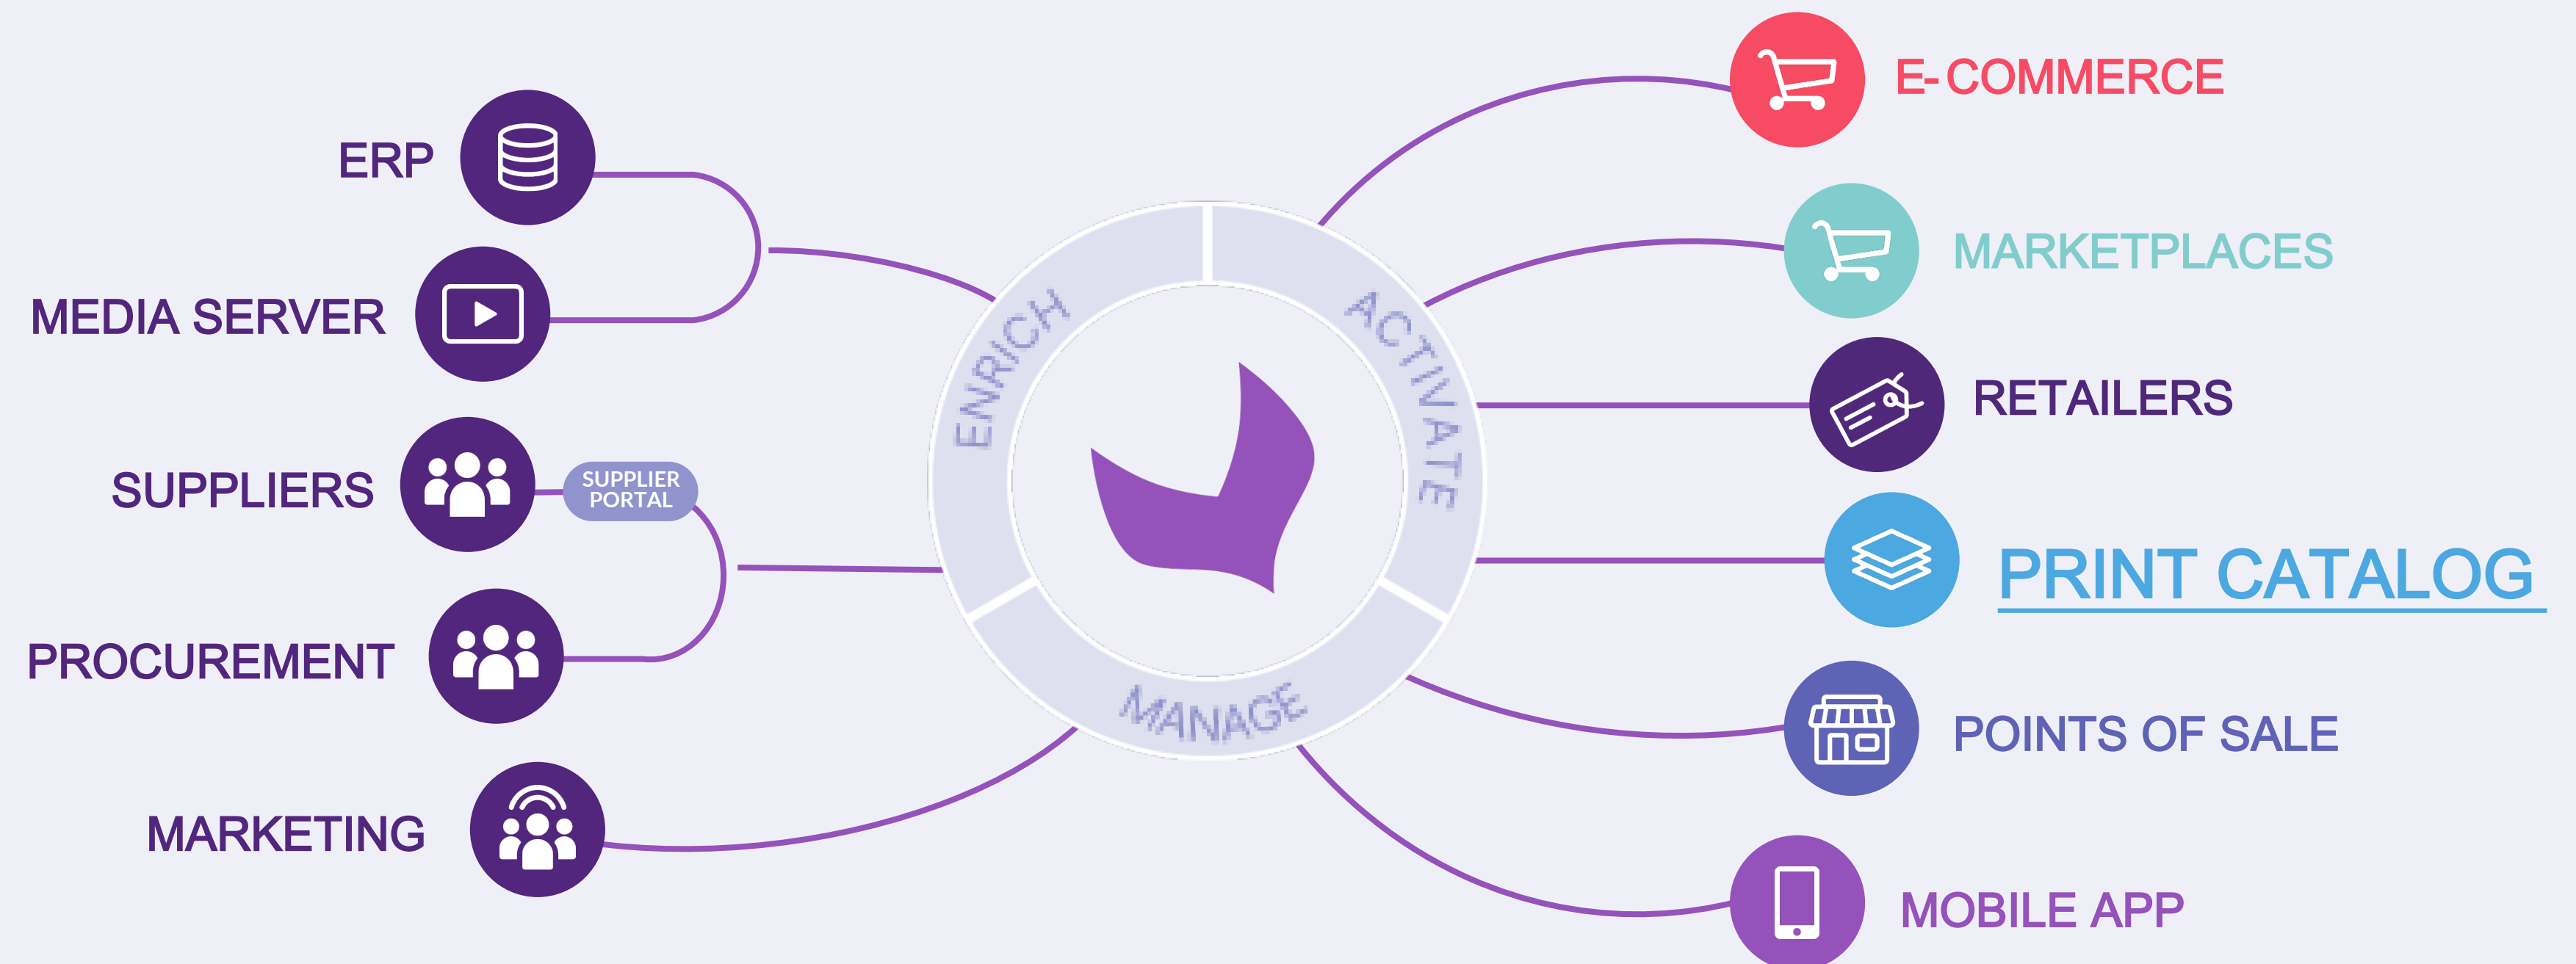 ERP
MEDIA SERVER
SUPPLIERS
SUPPLIER
PORTAL
PROCUREMENT
MARKETING
ENRICH
ACTIVATE
MANAGE
E- COMMERCE
MARKETPLACES
RETAILERS
PRINT CATALOG
POINTS OF SALE
MOBILE APP